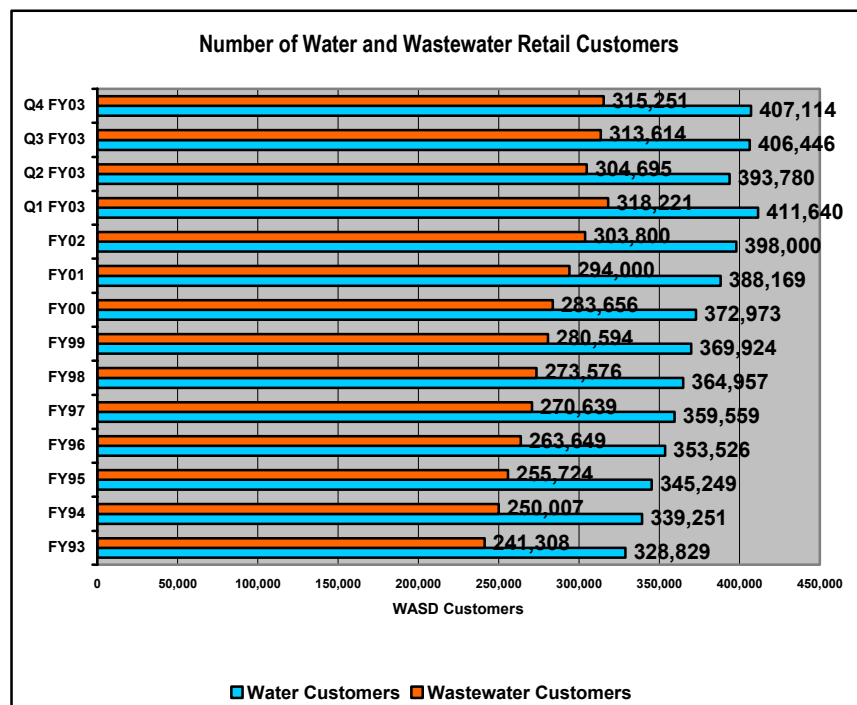 Number of Water and Wastewater Retail Customers
Q4 FY03 315,251 407,114
Q3 FY03 313,614 406,446
Q2 FY03 304,695 393,780
Q1 FY03 318,221 411,640
FY02 303,800 398,000
FY01 294,000 388,169
FY00 283,656 372,973
FY99 280,594 369,924
FY98 273,576 364,957
FY97 270,639 359,559
FY96 263,649 353,526
FY95 255,724 345,249
FY94 250,007 339,251
FY93 241,308 328,829
0 50,000 100,000 150,000 200,000 250,000 300,000 350,000 400,000 450,000
WASD Customers
Water Customers Wastewater Customers